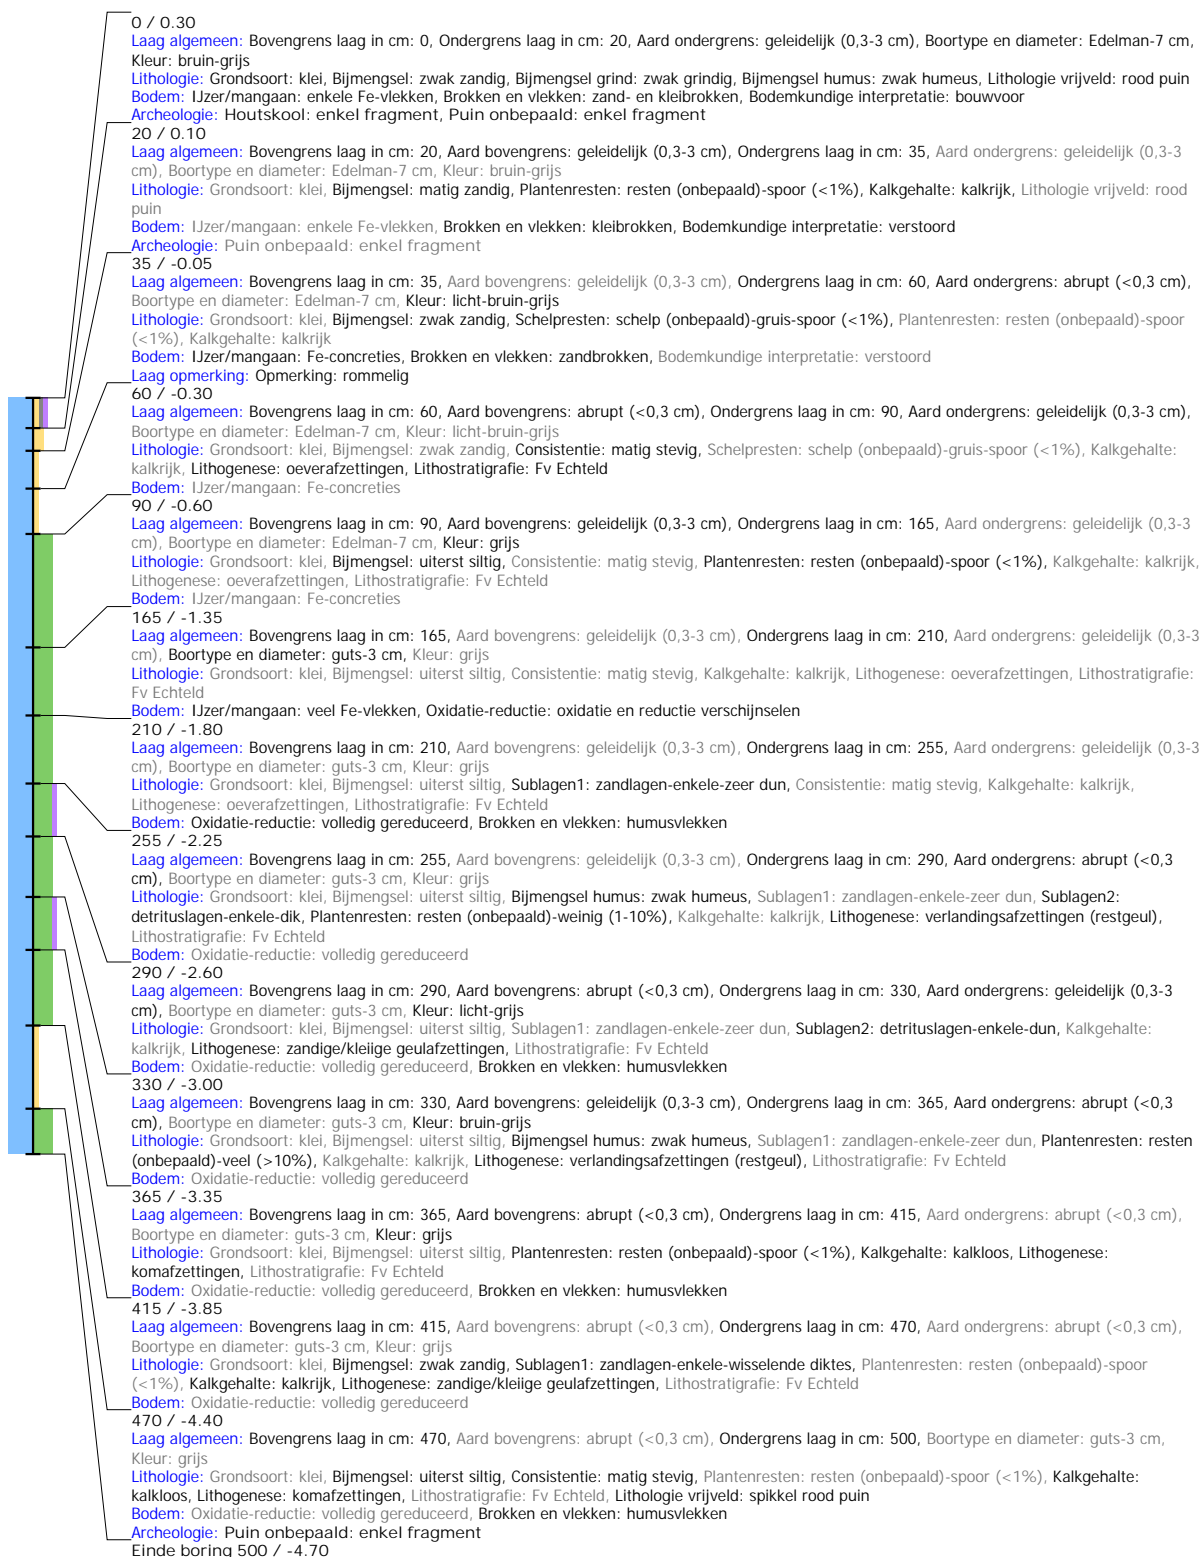 0 / 0.30
Laag algemeen: Bovengrens laag in cm: 0, Ondergrens laag in cm: 20, Aard ondergrens: geleidelijk (0,3-3 cm), Boortype en diameter: Edelman-7 cm,
Kleur: bruin-grijs
Lithologie: Grondsoort: klei, Bijmengsel: zwak zandig, Bijmengsel grind: zwak grindig, Bijmengsel humus: zwak humeus, Lithologie vrijveld: rood puin
Bodem: IJzer/mangaan: enkele Fe-vlekken, Brokken en vlekken: zand- en kleibrokken, Bodemkundige interpretatie: bouwvoor
Archeologie: Houtskool: enkel fragment, Puin onbepaald: enkel fragment
20 / 0.10
Laag algemeen: Bovengrens laag in cm: 20, Aard bovengrens: geleidelijk (0,3-3 cm), Ondergrens laag in cm: 35, Aard ondergrens: geleidelijk (0,3-3
cm), Boortype en diameter: Edelman-7 cm, Kleur: bruin-grijs
Lithologie: Grondsoort: klei, Bijmengsel: matig zandig, Plantenresten: resten (onbepaald)-spoor (<1%), Kalkgehalte: kalkrijk, Lithologie vrijveld: rood
puin
Bodem: IJzer/mangaan: enkele Fe-vlekken, Brokken en vlekken: kleibrokken, Bodemkundige interpretatie: verstoord
Archeologie: Puin onbepaald: enkel fragment
35 / -0.05
Laag algemeen: Bovengrens laag in cm: 35, Aard bovengrens: geleidelijk (0,3-3 cm), Ondergrens laag in cm: 60, Aard ondergrens: abrupt (<0,3 cm),
Boortype en diameter: Edelman-7 cm, Kleur: licht-bruin-grijs
Lithologie: Grondsoort: klei, Bijmengsel: zwak zandig, Schelpresten: schelp (onbepaald)-gruis-spoor (<1%), Plantenresten: resten (onbepaald)-spoor
(<1%), Kalkgehalte: kalkrijk
Bodem: IJzer/mangaan: Fe-concreties, Brokken en vlekken: zandbrokken, Bodemkundige interpretatie: verstoord
Laag opmerking: Opmerking: rommelig
60 / -0.30
Laag algemeen: Bovengrens laag in cm: 60, Aard bovengrens: abrupt (<0,3 cm), Ondergrens laag in cm: 90, Aard ondergrens: geleidelijk (0,3-3 cm),
Boortype en diameter: Edelman-7 cm, Kleur: licht-bruin-grijs
Lithologie: Grondsoort: klei, Bijmengsel: zwak zandig, Consistentie: matig stevig, Schelpresten: schelp (onbepaald)-gruis-spoor (<1%), Kalkgehalte:
kalkrijk, Lithogenese: oeverafzettingen, Lithostratigrafie: Fv Echteld
Bodem: IJzer/mangaan: Fe-concreties
90 / -0.60
Laag algemeen: Bovengrens laag in cm: 90, Aard bovengrens: geleidelijk (0,3-3 cm), Ondergrens laag in cm: 165, Aard ondergrens: geleidelijk (0,3-3
cm), Boortype en diameter: Edelman-7 cm, Kleur: grijs
Lithologie: Grondsoort: klei, Bijmengsel: uiterst siltig, Consistentie: matig stevig, Plantenresten: resten (onbepaald)-spoor (<1%), Kalkgehalte: kalkrijk,
Lithogenese: oeverafzettingen, Lithostratigrafie: Fv Echteld
Bodem: IJzer/mangaan: Fe-concreties
165 / -1.35
Laag algemeen: Bovengrens laag in cm: 165, Aard bovengrens: geleidelijk (0,3-3 cm), Ondergrens laag in cm: 210, Aard ondergrens: geleidelijk (0,3-3
cm), Boortype en diameter: guts-3 cm, Kleur: grijs
Lithologie: Grondsoort: klei, Bijmengsel: uiterst siltig, Consistentie: matig stevig, Kalkgehalte: kalkrijk, Lithogenese: oeverafzettingen, Lithostratigrafie:
Fv Echteld
Bodem: IJzer/mangaan: veel Fe-vlekken, Oxidatie-reductie: oxidatie en reductie verschijnselen
210 / -1.80
Laag algemeen: Bovengrens laag in cm: 210, Aard bovengrens: geleidelijk (0,3-3 cm), Ondergrens laag in cm: 255, Aard ondergrens: geleidelijk (0,3-3
cm), Boortype en diameter: guts-3 cm, Kleur: grijs
Lithologie: Grondsoort: klei, Bijmengsel: uiterst siltig, Sublagen1: zandlagen-enkele-zeer dun, Consistentie: matig stevig, Kalkgehalte: kalkrijk,
Lithogenese: oeverafzettingen, Lithostratigrafie: Fv Echteld
Bodem: Oxidatie-reductie: volledig gereduceerd, Brokken en vlekken: humusvlekken
255 / -2.25
Laag algemeen: Bovengrens laag in cm: 255, Aard bovengrens: geleidelijk (0,3-3 cm), Ondergrens laag in cm: 290, Aard ondergrens: abrupt (<0,3
cm), Boortype en diameter: guts-3 cm, Kleur: grijs
Lithologie: Grondsoort: klei, Bijmengsel: uiterst siltig, Bijmengsel humus: zwak humeus, Sublagen1: zandlagen-enkele-zeer dun, Sublagen2:
detrituslagen-enkele-dik, Plantenresten: resten (onbepaald)-weinig (1-10%), Kalkgehalte: kalkrijk, Lithogenese: verlandingsafzettingen (restgeul),
Lithostratigrafie: Fv Echteld
Bodem: Oxidatie-reductie: volledig gereduceerd
290 / -2.60
Laag algemeen: Bovengrens laag in cm: 290, Aard bovengrens: abrupt (<0,3 cm), Ondergrens laag in cm: 330, Aard ondergrens: geleidelijk (0,3-3
cm), Boortype en diameter: guts-3 cm, Kleur: licht-grijs
Lithologie: Grondsoort: klei, Bijmengsel: uiterst siltig, Sublagen1: zandlagen-enkele-zeer dun, Sublagen2: detrituslagen-enkele-dun, Kalkgehalte:
kalkrijk, Lithogenese: zandige/kleiige geulafzettingen, Lithostratigrafie: Fv Echteld
Bodem: Oxidatie-reductie: volledig gereduceerd, Brokken en vlekken: humusvlekken
330 / -3.00
Laag algemeen: Bovengrens laag in cm: 330, Aard bovengrens: geleidelijk (0,3-3 cm), Ondergrens laag in cm: 365, Aard ondergrens: abrupt (<0,3
cm), Boortype en diameter: guts-3 cm, Kleur: bruin-grijs
Lithologie: Grondsoort: klei, Bijmengsel: uiterst siltig, Bijmengsel humus: zwak humeus, Sublagen1: zandlagen-enkele-zeer dun, Plantenresten: resten
(onbepaald)-veel (>10%), Kalkgehalte: kalkrijk, Lithogenese: verlandingsafzettingen (restgeul), Lithostratigrafie: Fv Echteld
Bodem: Oxidatie-reductie: volledig gereduceerd
365 / -3.35
Laag algemeen: Bovengrens laag in cm: 365, Aard bovengrens: abrupt (<0,3 cm), Ondergrens laag in cm: 415, Aard ondergrens: abrupt (<0,3 cm),
Boortype en diameter: guts-3 cm, Kleur: grijs
Lithologie: Grondsoort: klei, Bijmengsel: uiterst siltig, Plantenresten: resten (onbepaald)-spoor (<1%), Kalkgehalte: kalkloos, Lithogenese:
komafzettingen, Lithostratigrafie: Fv Echteld
Bodem: Oxidatie-reductie: volledig gereduceerd, Brokken en vlekken: humusvlekken
415 / -3.85
Laag algemeen: Bovengrens laag in cm: 415, Aard bovengrens: abrupt (<0,3 cm), Ondergrens laag in cm: 470, Aard ondergrens: abrupt (<0,3 cm),
Boortype en diameter: guts-3 cm, Kleur: grijs
Lithologie: Grondsoort: klei, Bijmengsel: zwak zandig, Sublagen1: zandlagen-enkele-wisselende diktes, Plantenresten: resten (onbepaald)-spoor
(<1%), Kalkgehalte: kalkrijk, Lithogenese: zandige/kleiige geulafzettingen, Lithostratigrafie: Fv Echteld
Bodem: Oxidatie-reductie: volledig gereduceerd
470 / -4.40
Laag algemeen: Bovengrens laag in cm: 470, Aard bovengrens: abrupt (<0,3 cm), Ondergrens laag in cm: 500, Boortype en diameter: guts-3 cm,
Kleur: grijs
Lithologie: Grondsoort: klei, Bijmengsel: uiterst siltig, Consistentie: matig stevig, Plantenresten: resten (onbepaald)-spoor (<1%), Kalkgehalte:
kalkloos, Lithogenese: komafzettingen, Lithostratigrafie: Fv Echteld, Lithologie vrijveld: spikkel rood puin
Bodem: Oxidatie-reductie: volledig gereduceerd, Brokken en vlekken: humusvlekken
Archeologie: Puin onbepaald: enkel fragment
Einde boring 500 / -4.70